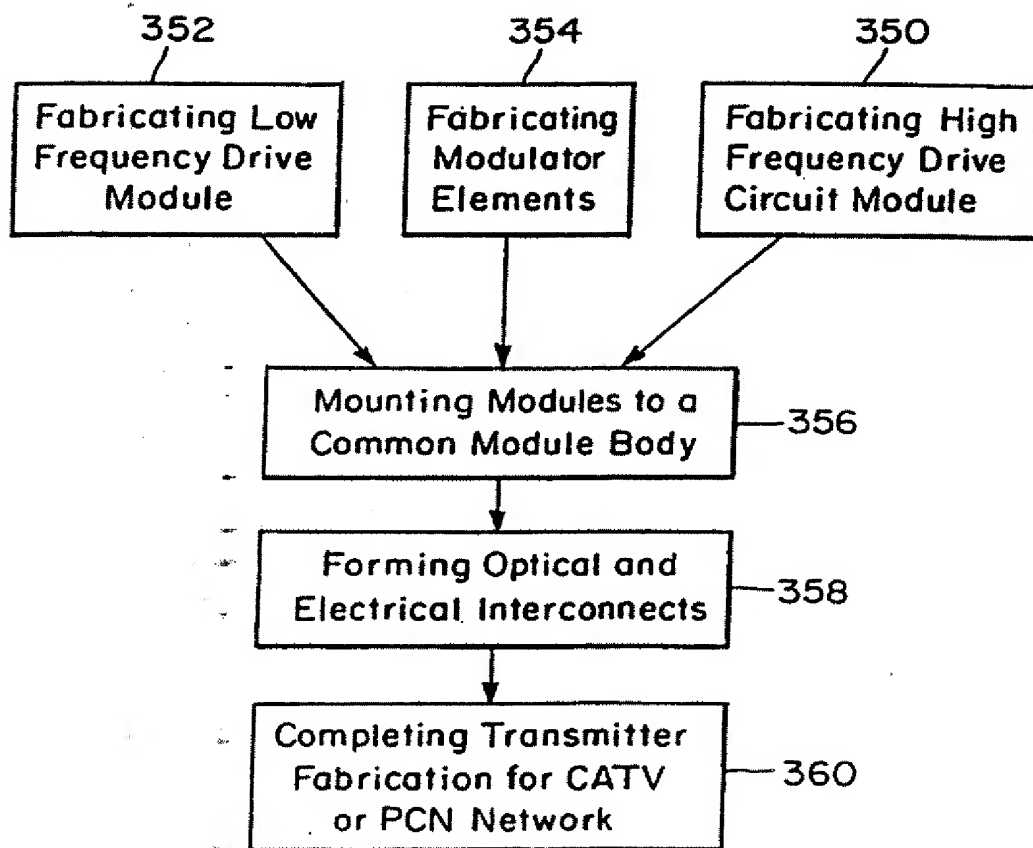 352
354
350
Fabricating Low
Frequency Drive
Module
Fabricating
Modulator
Elements
Fabricating High
Frequency Drive
Circuit Module
Mounting Modules to a
Common Module Body
356
Forming Optical and
Electrical Interconnects
358
Completing Transmitter
Fabrication for CATV
or PCN Network
360